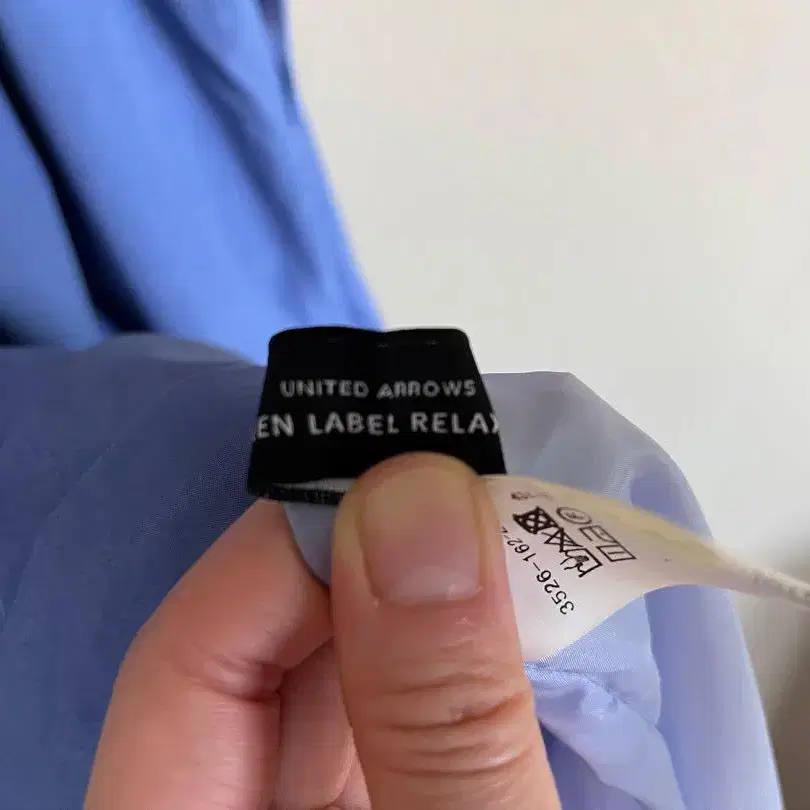 UNITED ARROWS
EN LABEL RELAX
3526-162-